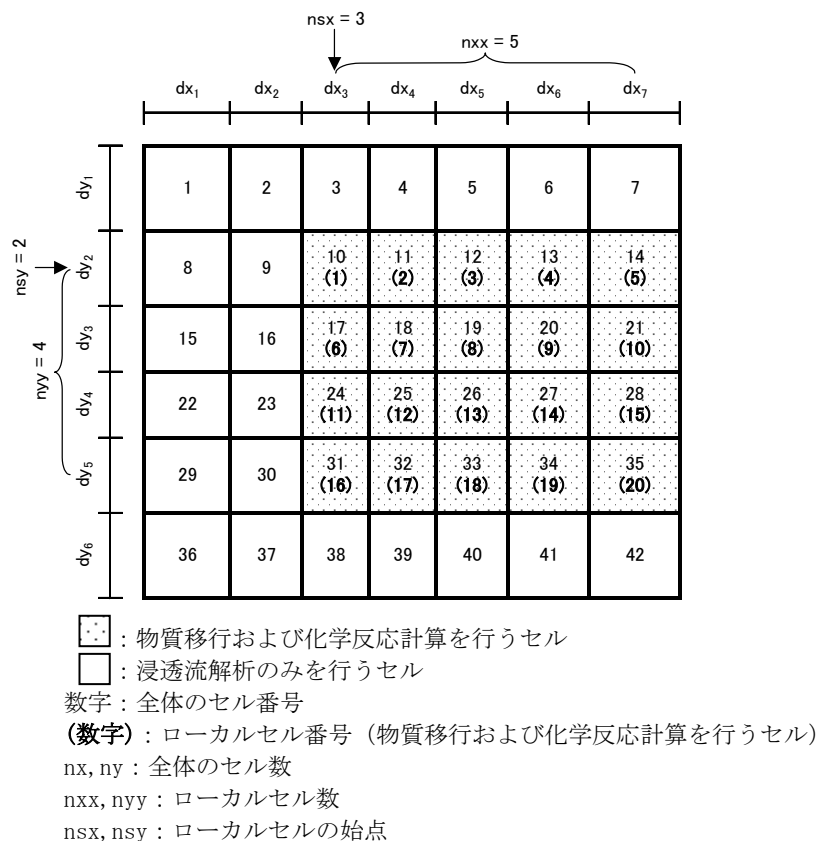 nsx = 3
nxx = 5
dx₁ dx₂ dx₃ dx₄ dx₅ dx₆ dx₇
dy₁
1 2 3 4 5 6 7
nsy = 2
dy₂
8 9 10 11 12 13 14
(1) (2) (3) (4) (5)
nyy = 4
dy₃
15 16 17 18 19 20 21
(6) (7) (8) (9) (10)
dy₄
22 23 24 25 26 27 28
(11) (12) (13) (14) (15)
dy₅
29 30 31 32 33 34 35
(16) (17) (18) (19) (20)
dy₆
36 37 38 39 40 41 42
：物質移行および化学反応計算を行うセル
：浸透流解析のみを行うセル
数字：全体のセル番号
(数字)：ローカルセル番号（物質移行および化学反応計算を行うセル）
nx,ny：全体のセル数
nxx,nyy：ローカルセル数
nsx,nsy：ローカルセルの始点